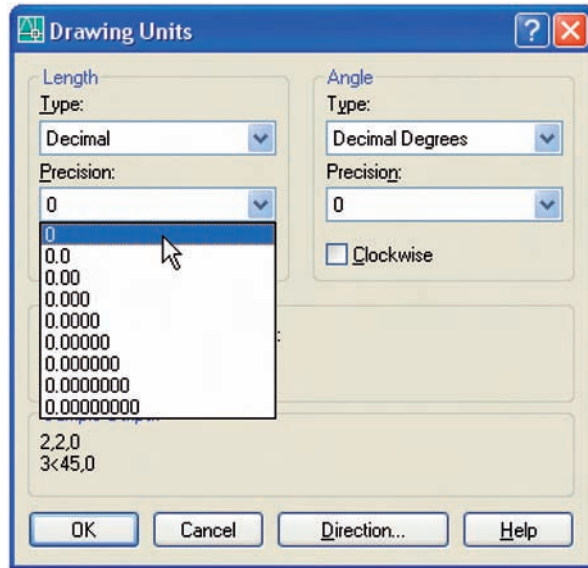 Drawing Units
Length
Type:
Decimal
Precision:
0
0
0.0
0.00
0.000
0.0000
0.00000
0.000000
0.0000000
0.00000000
Angle
Type:
Decimal Degrees
Precision:
0
Clockwise
:
2,2,0
3<45,0
OK
Cancel
Direction...
Help